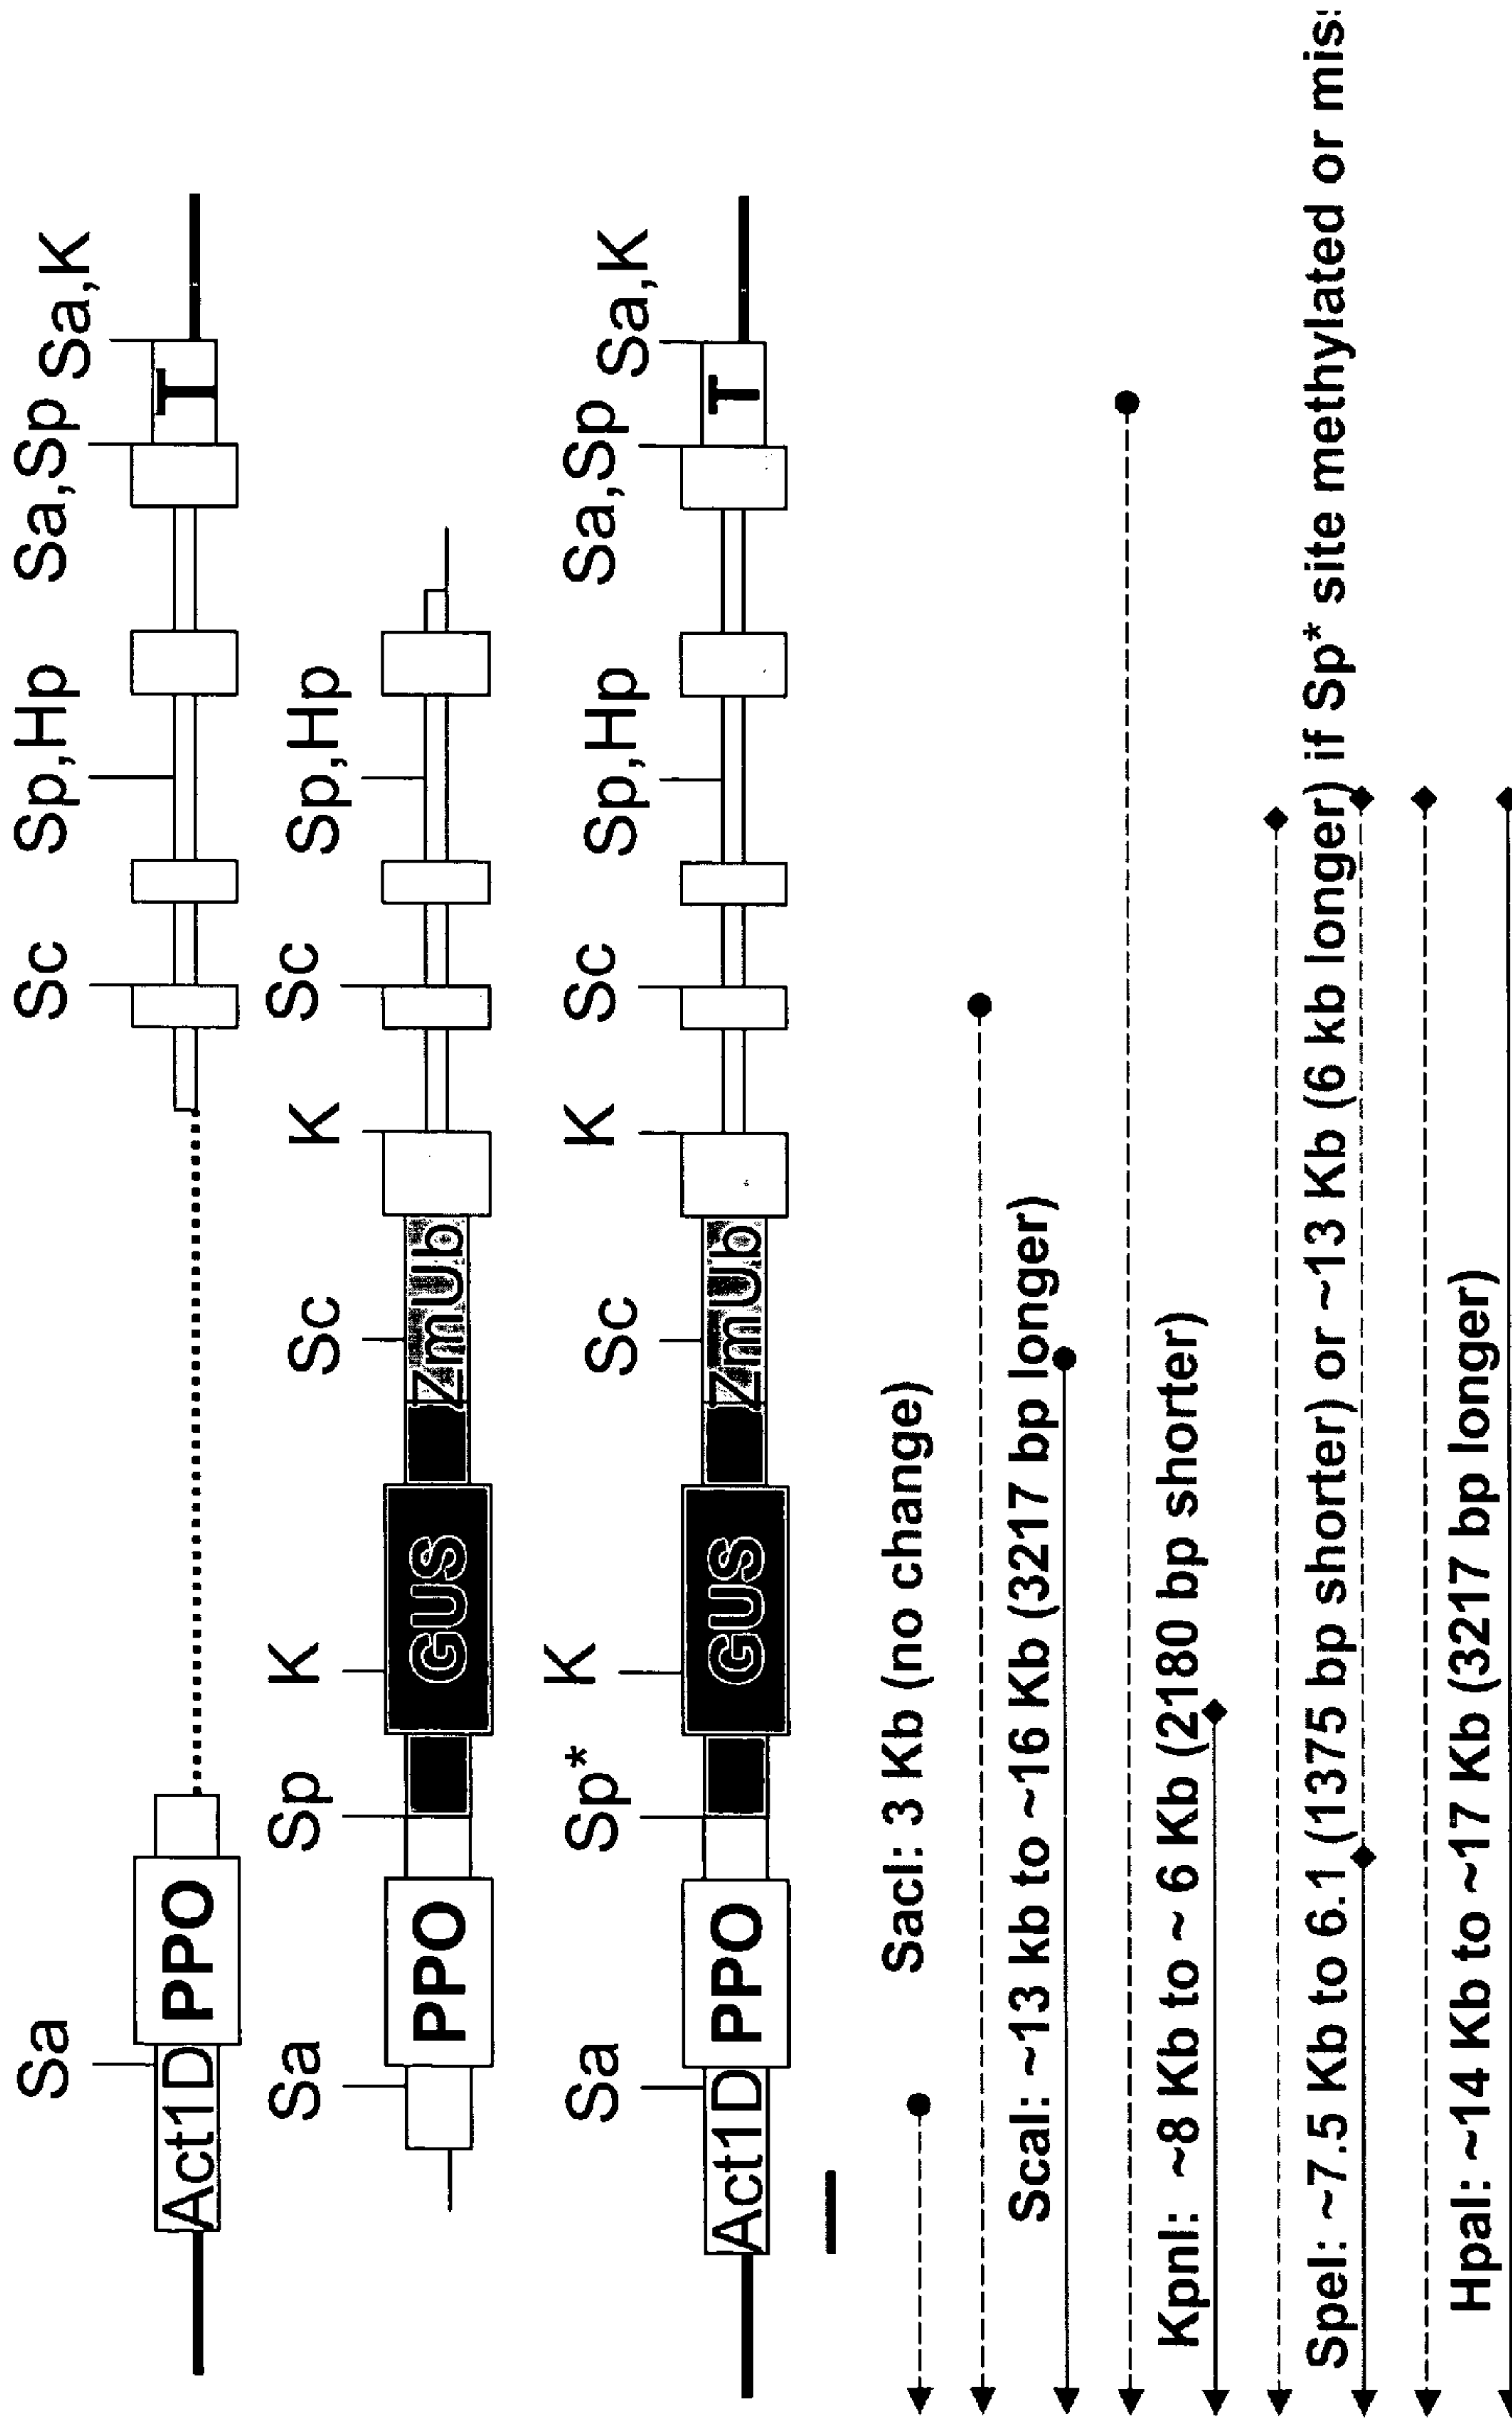 Sa Sc Sp,Hp Sa,Sp Sa,K
Act1D PPO T
Sa Sp K Sc K Sc Sp,Hp
PPO GUS ZmUb
Sa Sp* K Sc K Sc Sp,Hp Sa,Sp Sa,K
Act1D PPO GUS ZmUb T
SacI: 3 Kb (no change)
ScaI: ~13 kb to ~16 Kb (3217 bp longer)
KpnI: ~8 Kb to ~ 6 Kb (2180 bp shorter)
SpeI: ~7.5 Kb to 6.1 (1375 bp shorter) or ~13 Kb (6 kb longer) if Sp* site methylated or mis
HpaI: ~14 Kb to ~17 Kb (3217 bp longer)